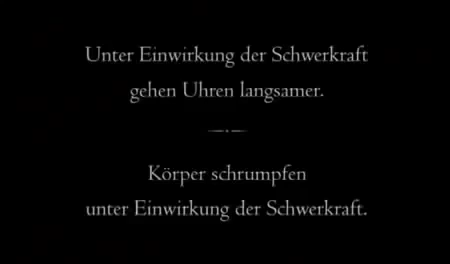 Unter Einwirkung der Schwerkraft
gehen Uhren langsamer.
Körper schrumpfen
unter Einwirkung der Schwerkraft.